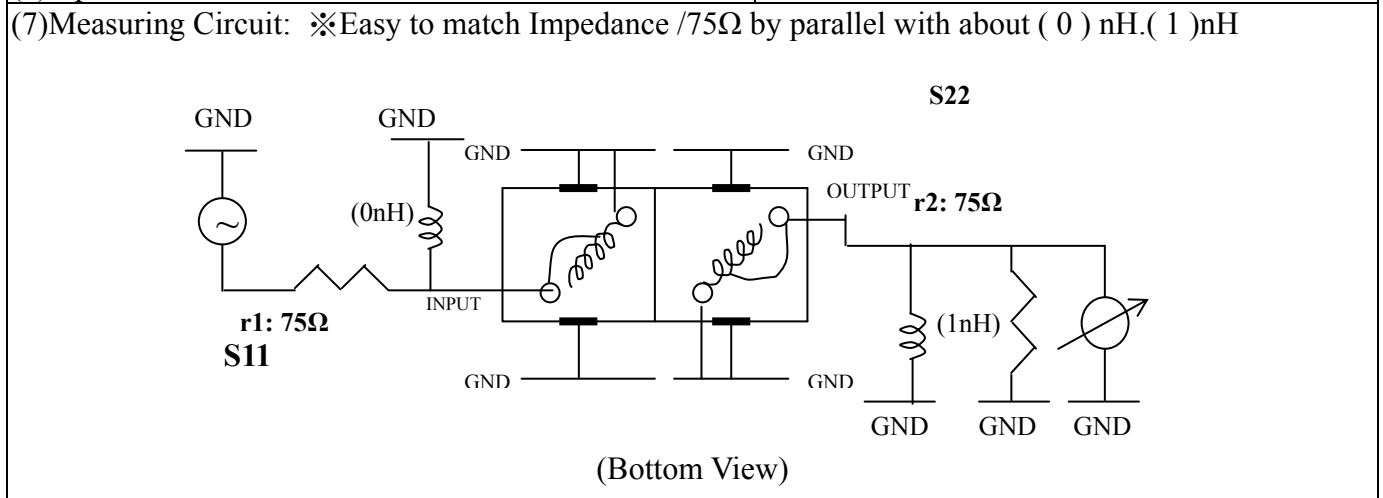 (7)Measuring Circuit: ※Easy to match Impedance /75Ω by parallel with about ( 0 ) nH.( 1 )nH
S22
GND
GND
GND
GND
(0nH)
OUTPUT
r2: 75Ω
INPUT
r1: 75Ω
(1nH)
S11
GND
GND
GND
GND
GND
(Bottom View)